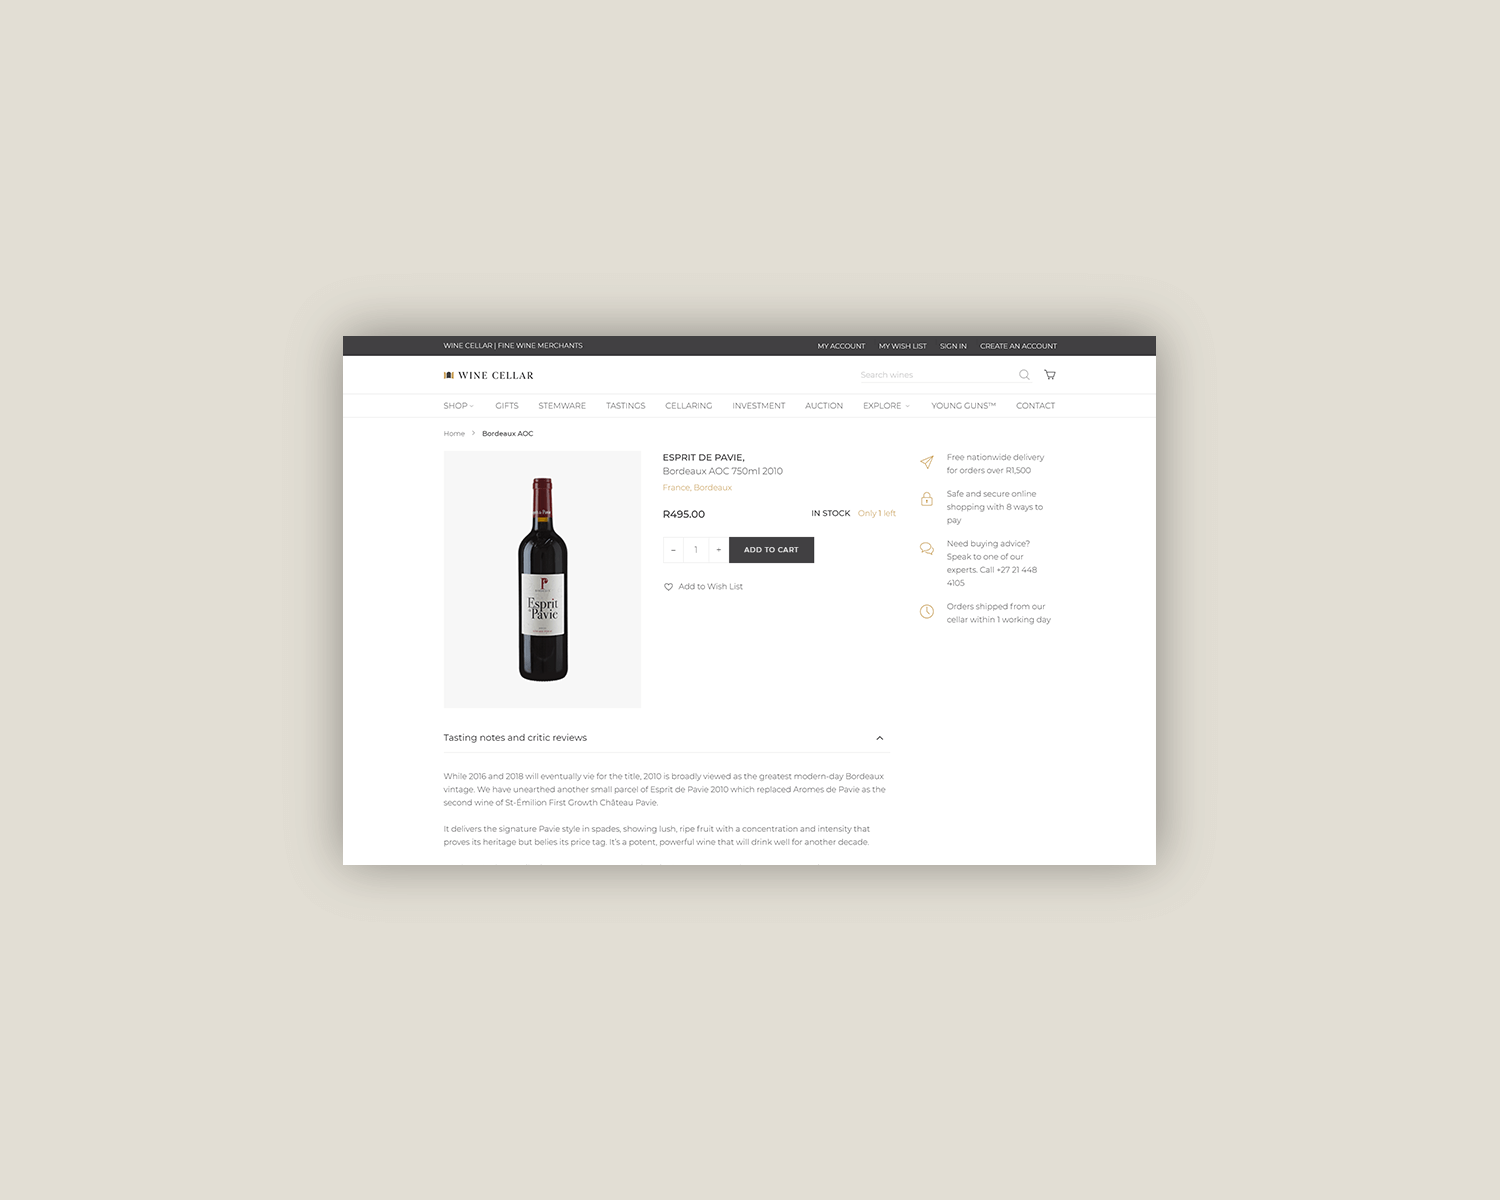 WINE CELLAR | FINE WINE MERCHANTS
MY ACCOUNT MY WISH LIST SIGN IN CREATE AN ACCOUNT
WINE CELLAR
Search wines
SHOP GIFTS STEMWARE TASTINGS CELLARING INVESTMENT AUCTION EXPLORE YOUNG GUNS™ CONTACT
Home > Bordeaux AOC
Esprit
de Pavie
ESPRIT DE PAVIE,
Bordeaux AOC 750ml 2010
France, Bordeaux
R495.00
IN STOCK Only 1 left
- 1 + ADD TO CART
Add to Wish List
Free nationwide delivery
for orders over R1,500
Safe and secure online
shopping with 8 ways to
pay
Need buying advice?
Speak to one of our
experts. Call +27 21 448
4105
Orders shipped from our
cellar within 1 working day
Tasting notes and critic reviews
While 2016 and 2018 will eventually vie for the title, 2010 is broadly viewed as the greatest modern-day Bordeaux
vintage. We have unearthed another small parcel of Esprit de Pavie 2010 which replaced Aromes de Pavie as the
second wine of St-Émilion First Growth Château Pavie.
It delivers the signature Pavie style in spades, showing lush, ripe fruit with a concentration and intensity that
proves its heritage but belies its price tag. It's a potent, powerful wine that will drink well for another decade.